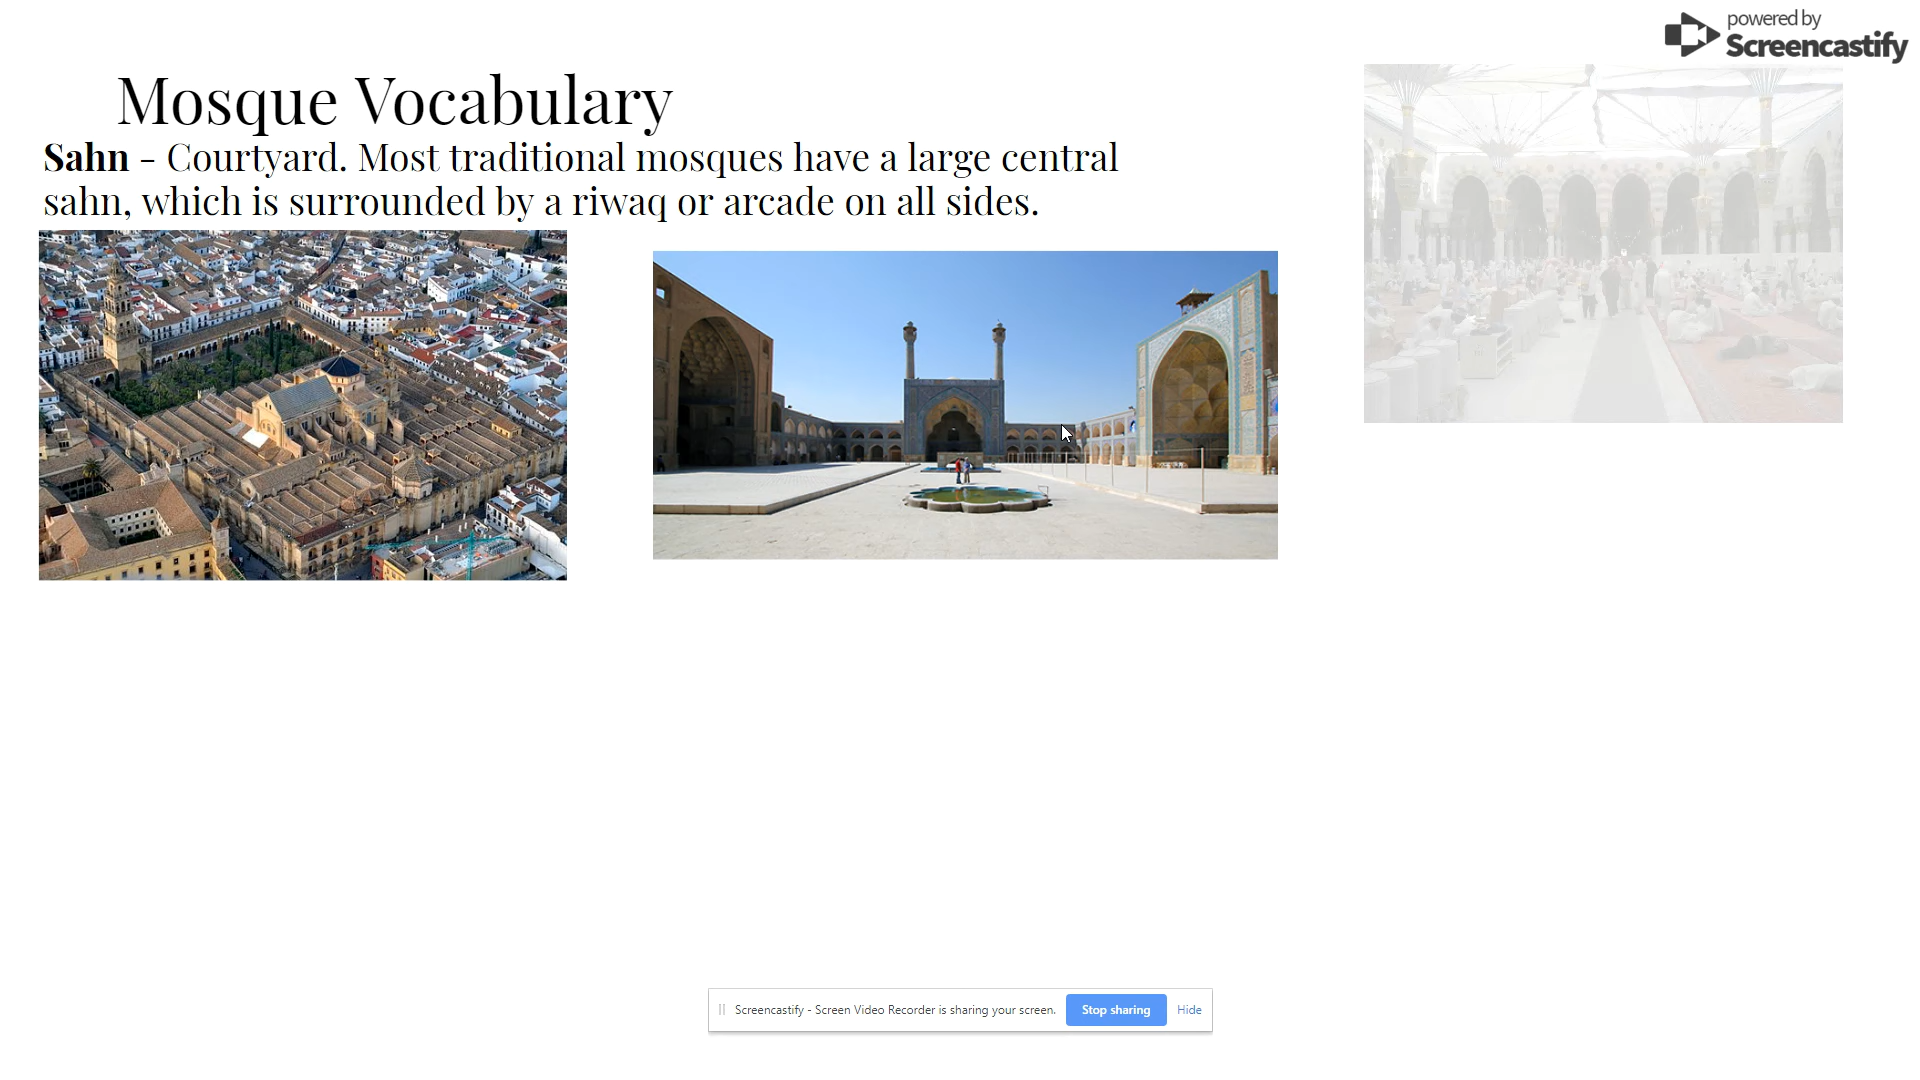 powered by
Screencastify
Mosque Vocabulary
Sahn - Courtyard. Most traditional mosques have a large central
sahn, which is surrounded by a riwaq or arcade on all sides.
Screencastify - Screen Video Recorder is sharing your screen. Stop sharing Hide